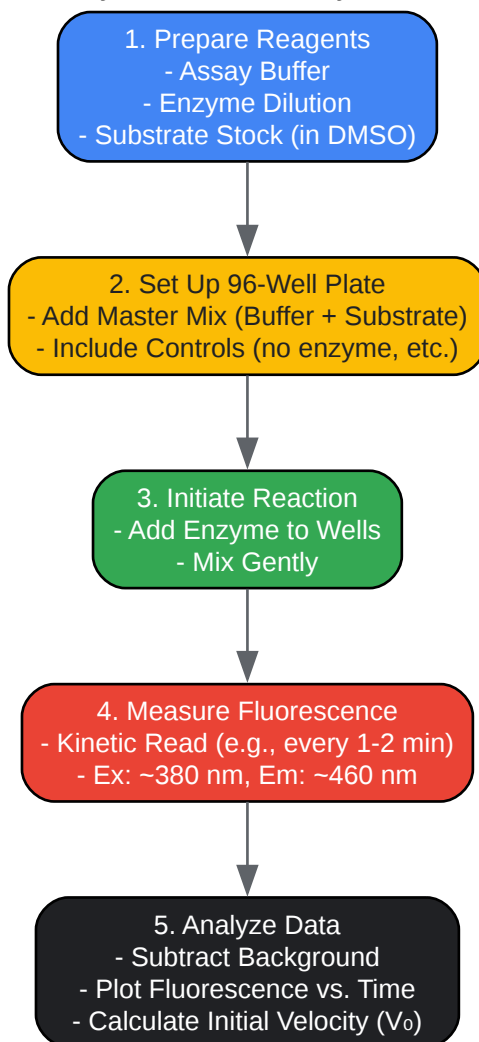 1. Prepare Reagents
- Assay Buffer
- Enzyme Dilution
- Substrate Stock (in DMSO)
2. Set Up 96-Well Plate
- Add Master Mix (Buffer + Substrate)
- Include Controls (no enzyme, etc.)
3. Initiate Reaction
- Add Enzyme to Wells
- Mix Gently
4. Measure Fluorescence
- Kinetic Read (e.g., every 1-2 min)
- Ex: ~380 nm, Em: ~460 nm
5. Analyze Data
- Subtract Background
- Plot Fluorescence vs. Time
- Calculate Initial Velocity (V₀)